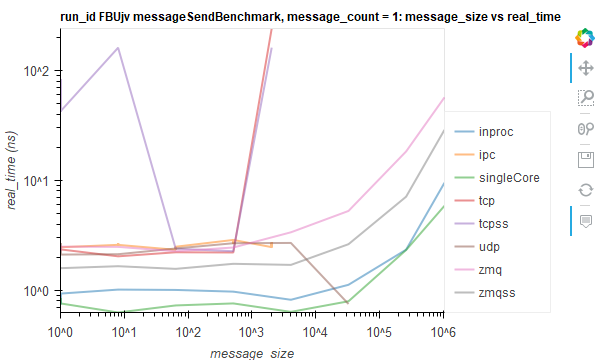 run_id FBUjv messageSendBenchmark, message_count = 1: message_size vs real_time
real_time (ns)
10^2
10^1
10^0
10^0
10^1
10^2
10^3
10^4
10^5
10^6
message_size
inproc
ipc
singleCore
tcp
tcpss
udp
zmq
zmqss